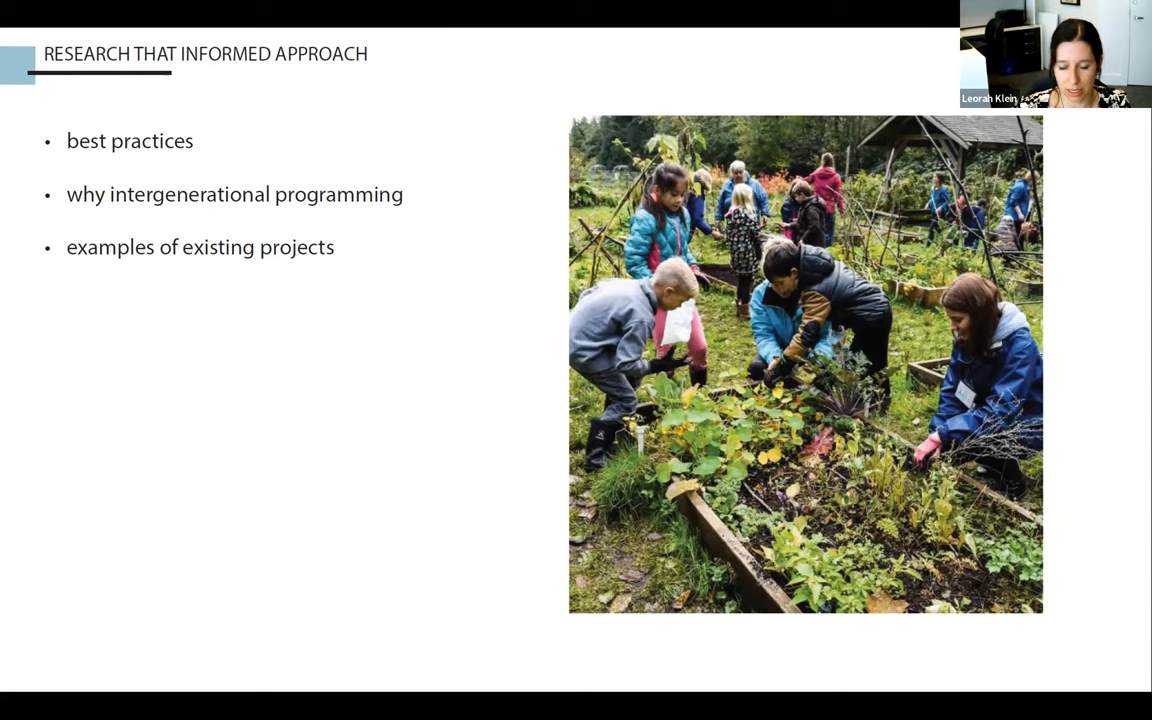 RESEARCH THAT INFORMED APPROACH
Leorah Klein
• best practices
• why intergenerational programming
• examples of existing projects